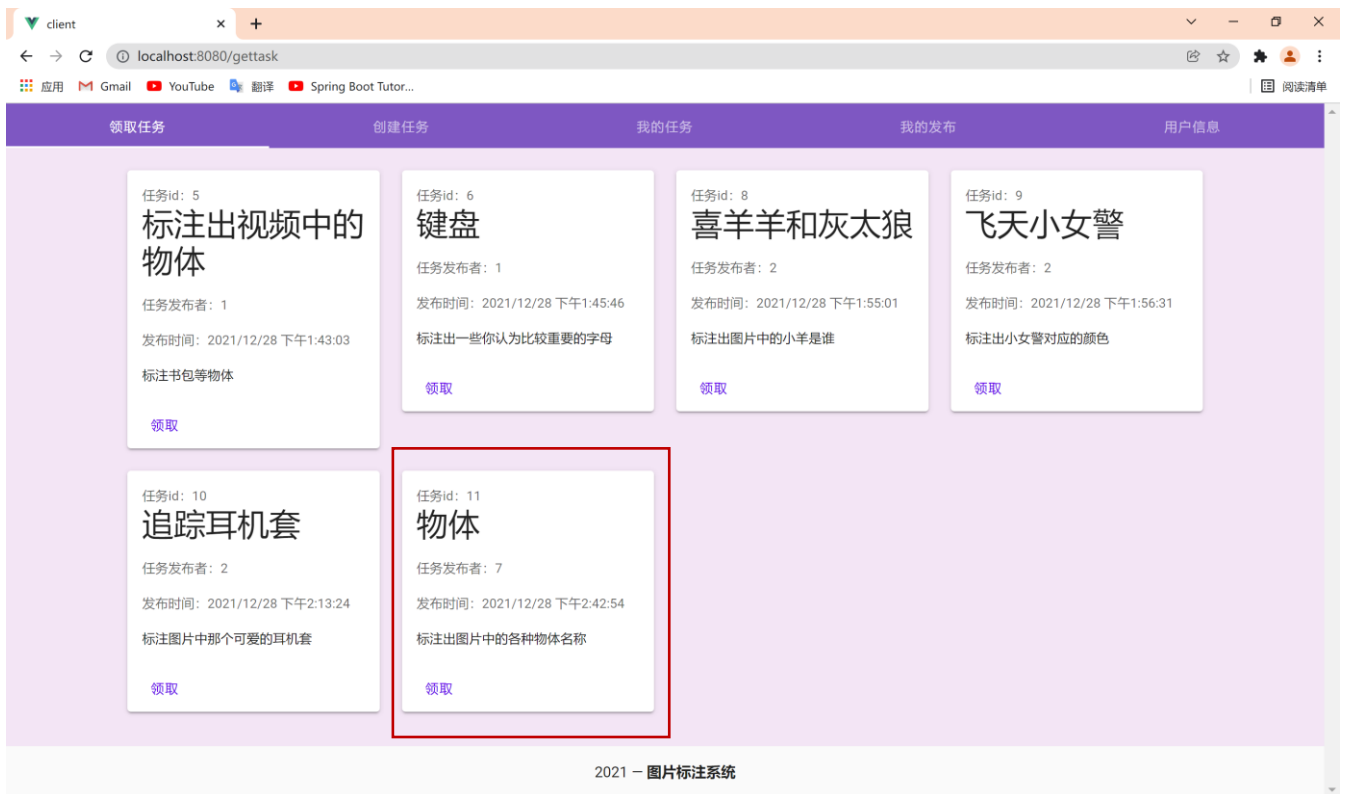 client
localhost:8080/gettask
应用 Gmail YouTube 翻译 Spring Boot Tutor... 阅读清单
领取任务 创建任务 我的任务 我的发布 用户信息
任务id：5
标注出视频中的
物体
任务发布者：1
发布时间：2021/12/28 下午1:43:03
标注书包等物体
领取
任务id：6
键盘
任务发布者：1
发布时间：2021/12/28 下午1:45:46
标注出一些你认为比较重要的字母
领取
任务id：8
喜羊羊和灰太狼
任务发布者：2
发布时间：2021/12/28 下午1:55:01
标注出图片中的小羊是谁
领取
任务id：9
飞天小女警
任务发布者：2
发布时间：2021/12/28 下午1:56:31
标注出小女警对应的颜色
领取
任务id：10
追踪耳机套
任务发布者：2
发布时间：2021/12/28 下午2:13:24
标注图片中那个可爱的耳机套
领取
任务id：11
物体
任务发布者：7
发布时间：2021/12/28 下午2:42:54
标注出图片中的各种物体名称
领取
2021 — 图片标注系统